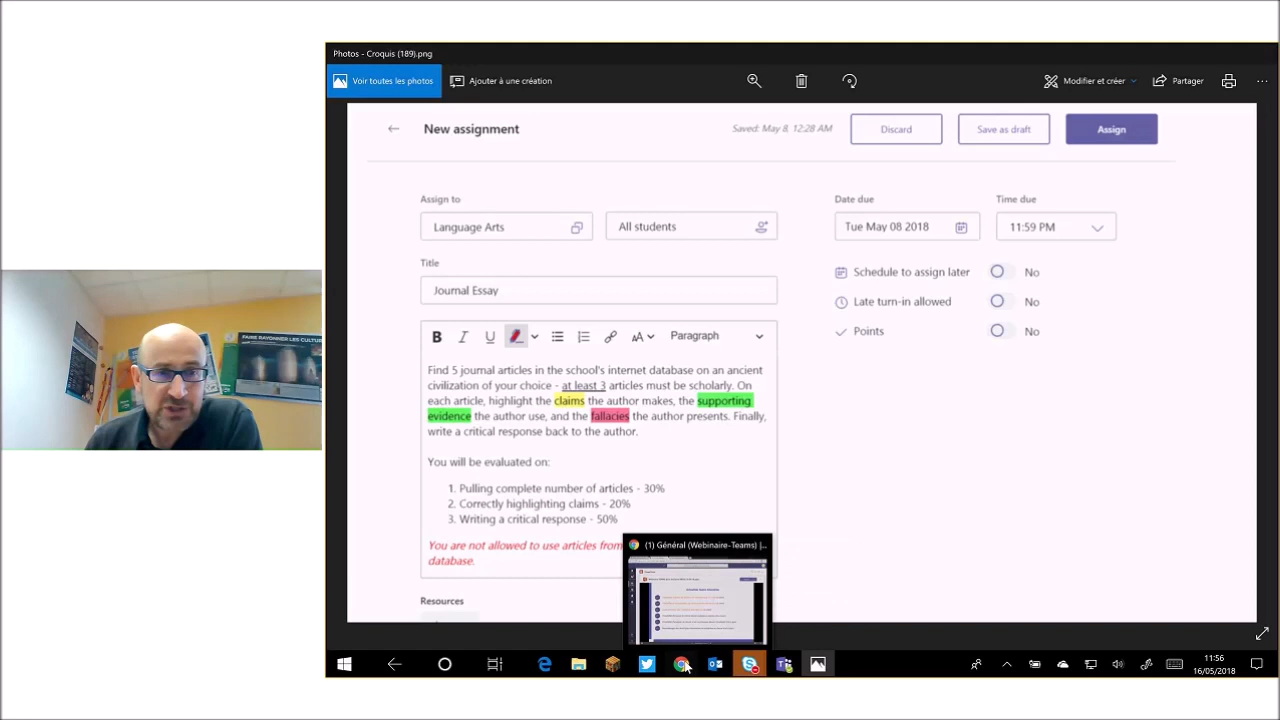 Photos - Croquis (189).png
Voir toutes les photos
Ajouter à une création
Modifier et créer
Partager
New assignment
Saved: May 8, 12:28 AM
Discard
Save as draft
Assign
Assign to
Date due
Time due
Language Arts
All students
Tue May 08 2018
11:59 PM
Title
Schedule to assign later
No
Journal Essay
Late turn-in allowed
No
Points
No
B I U
AA
Paragraph
Find 5 journal articles in the school's internet database on an ancient
civilization of your choice - at least 3 articles must be scholarly. On
each article, highlight the claims the author makes, the supporting
evidence the author use, and the fallacies the author presents. Finally,
write a critical response back to the author.
You will be evaluated on:
1. Pulling complete number of articles - 30%
2. Correctly highlighting claims - 20%
3. Writing a critical response - 50%
You are not allowed to use articles from
database.
(1) Général (Webinaire-Teams) |...
Resources
FAIRE RAYONNER LES CULTU
11:56
16/05/2018